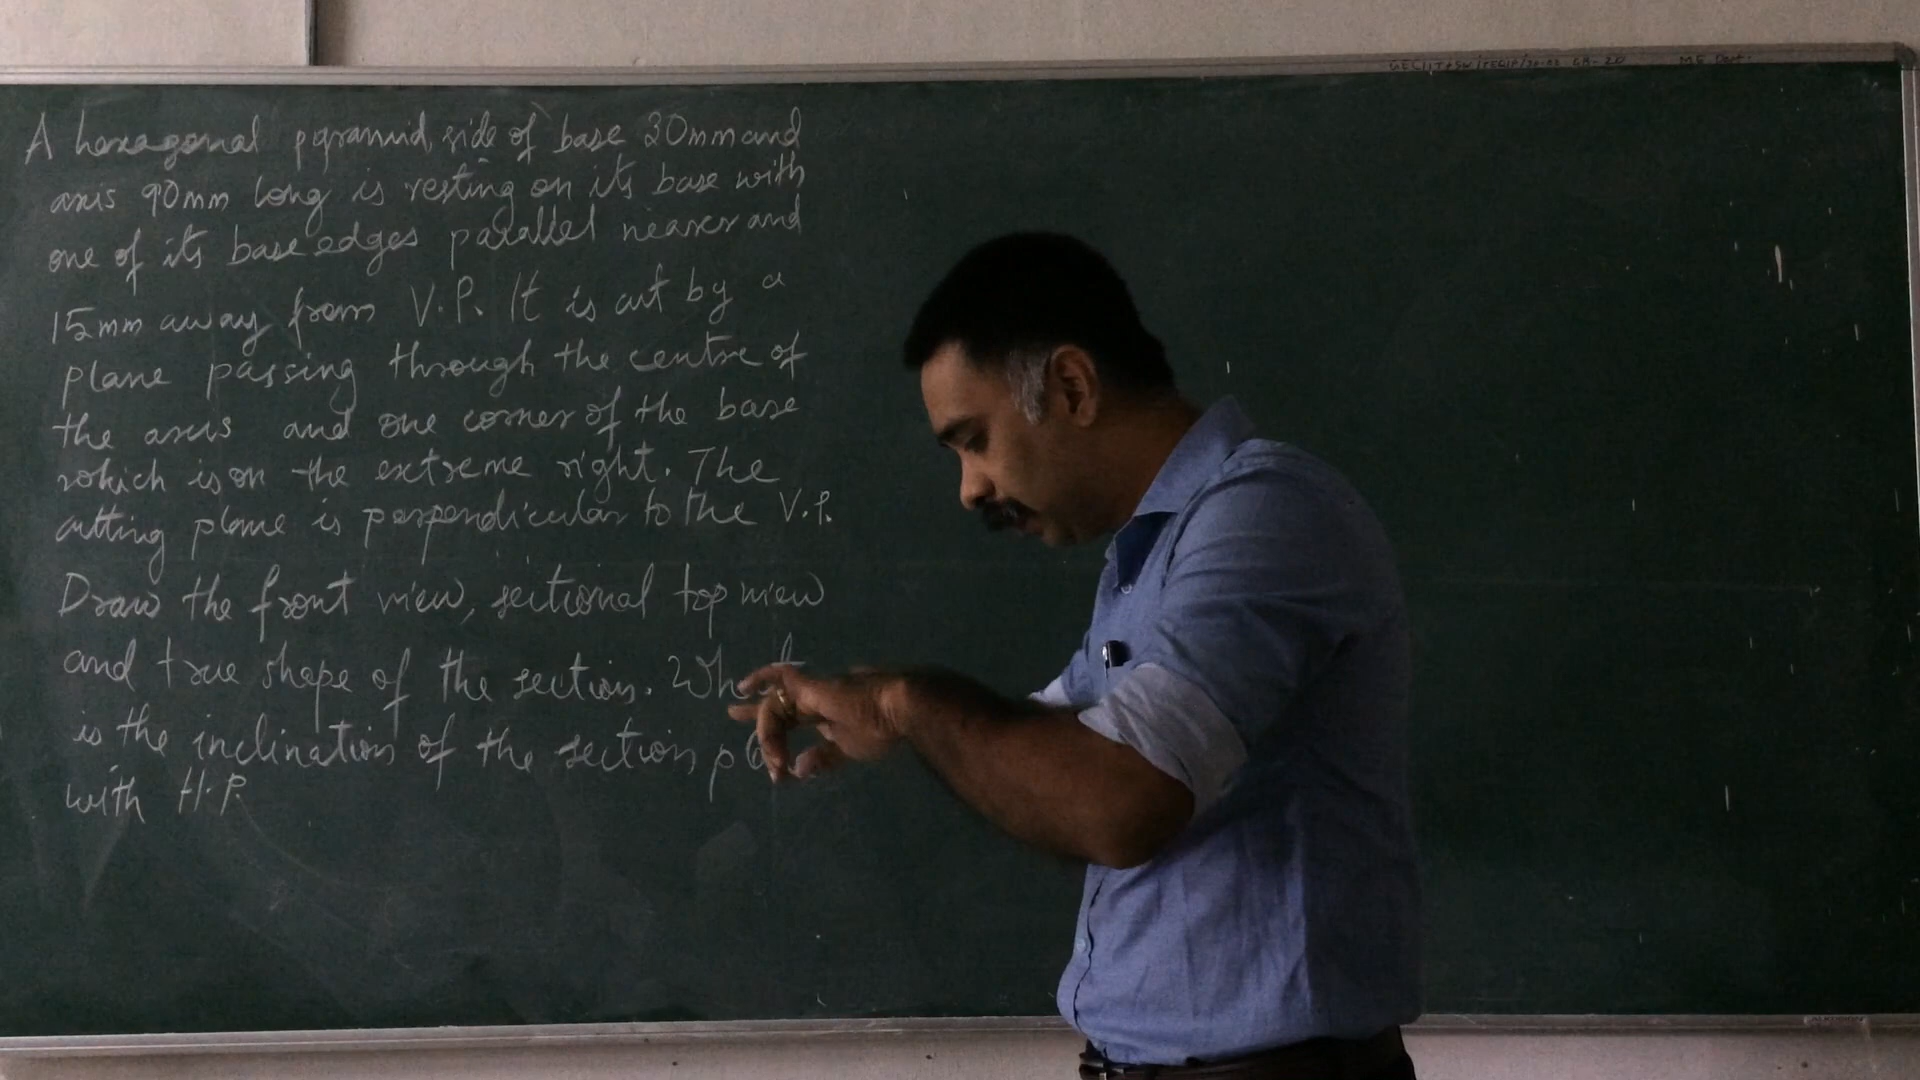 A hexagonal pyramid, side of base 30mm and
axis 90mm long is resting on its base with
one of its base edges parallel nearer and
15mm away from V.P. It is cut by a
plane passing through the centre of
the axis and one corner of the base
which is on the extreme right. The
cutting plane is perpendicular to the V.P.
Draw the front view, sectional top view
and true shape of the section.
is the inclination of the section
with H.P.